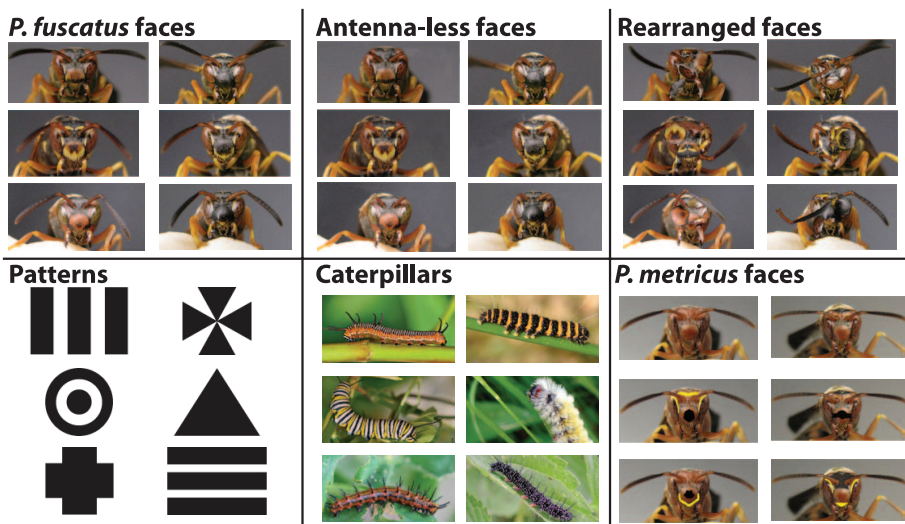 P. fuscatus faces
Antenna-less faces
Rearranged faces
Patterns
Caterpillars
P. metricus faces